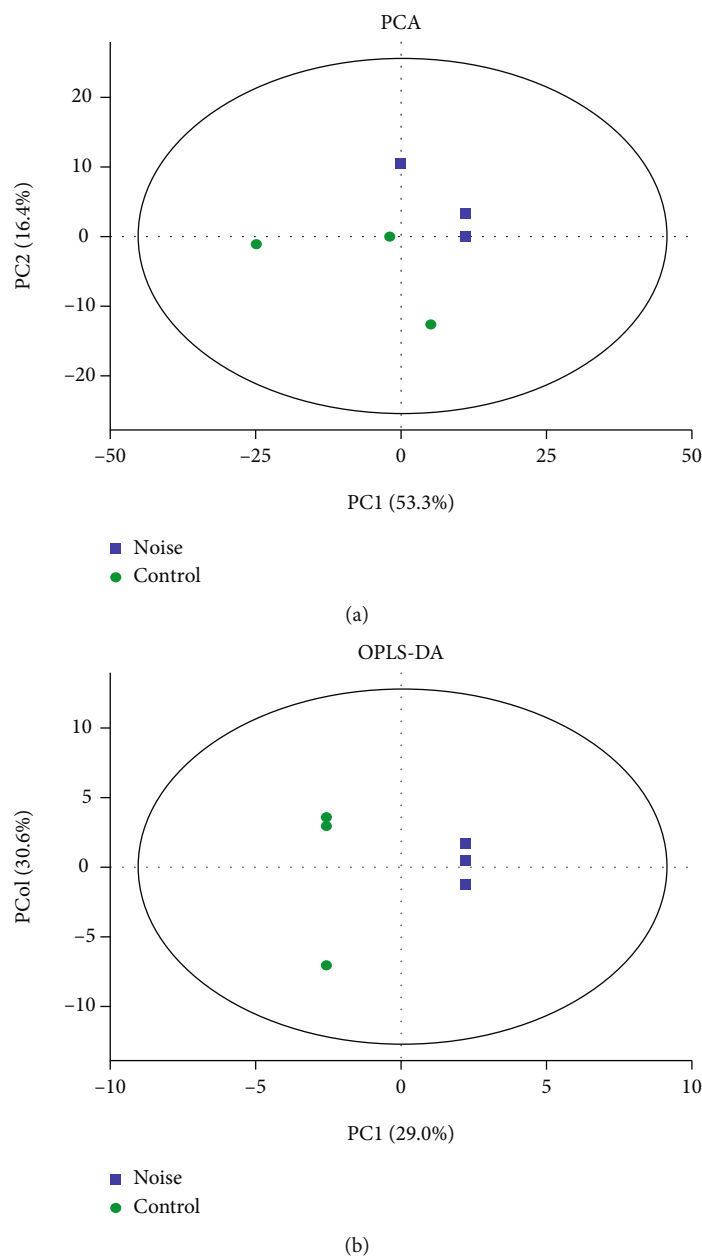 PCA
20
10
0
−10
−20
PC2 (16.4%)
−50 −25 0 25 50
PC1 (53.3%)
Noise
Control
(a)
OPLS-DA
10
5
0
−5
−10
PCol (30.6%)
−10 −5 0 5 10
PC1 (29.0%)
Noise
Control
(b)